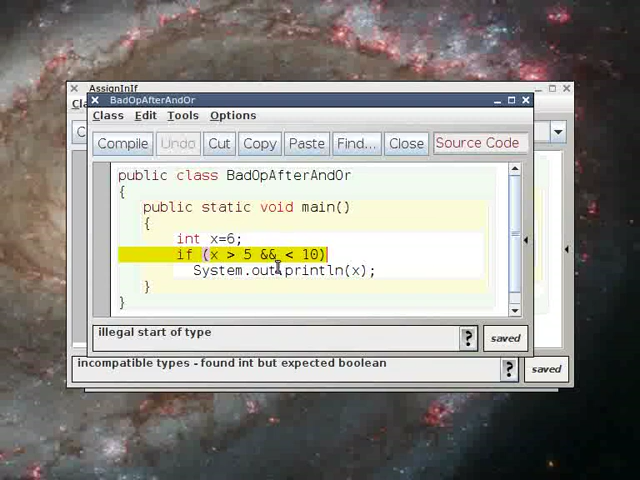 AssignInIf
BadOpAfterAndOr
Class Edit Tools Options
Compile Undo Cut Copy Paste Find... Close Source Code
public class BadOpAfterAndOr
{
public static void main()
{
int x=6;
if (x > 5 && < 10)
System.out.println(x);
}
}
illegal start of type
? saved
incompatible types - found int but expected boolean
? saved